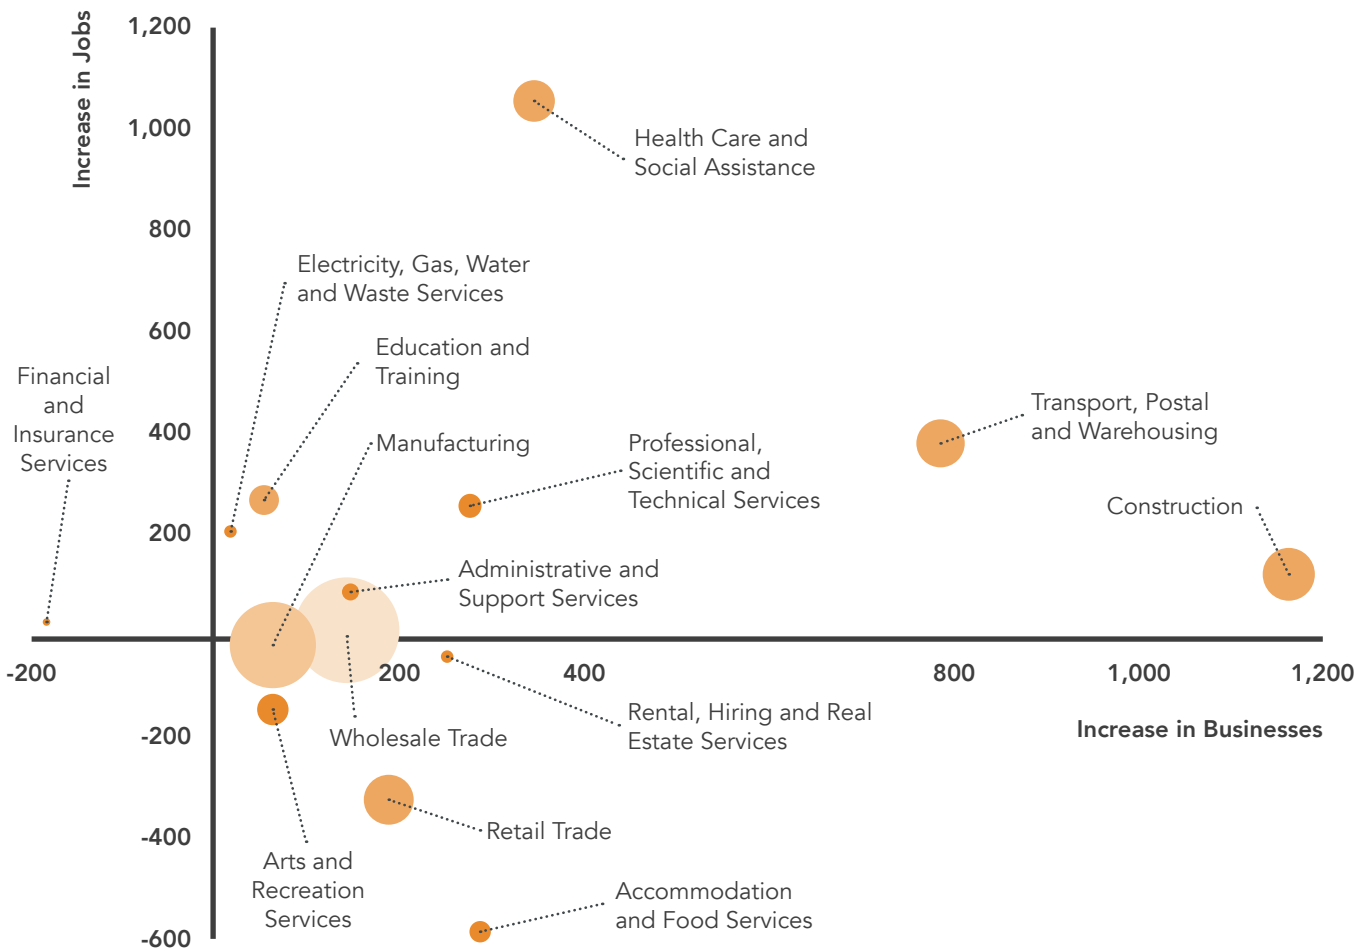 1,200
Increase in Jobs
1,000
Health Care and
Social Assistance
800
Electricity, Gas, Water
and Waste Services
600
Education and
Training
Financial
and
Insurance
Services
Transport, Postal
and Warehousing
400
Manufacturing
Professional,
Scientific and
Technical Services
Construction
200
Administrative and
Support Services
-200
200
400
800
1,000
1,200
Rental, Hiring and Real
Estate Services
Increase in Businesses
-200
Wholesale Trade
Retail Trade
-400
Arts and
Recreation
Services
Accommodation
and Food Services
-600